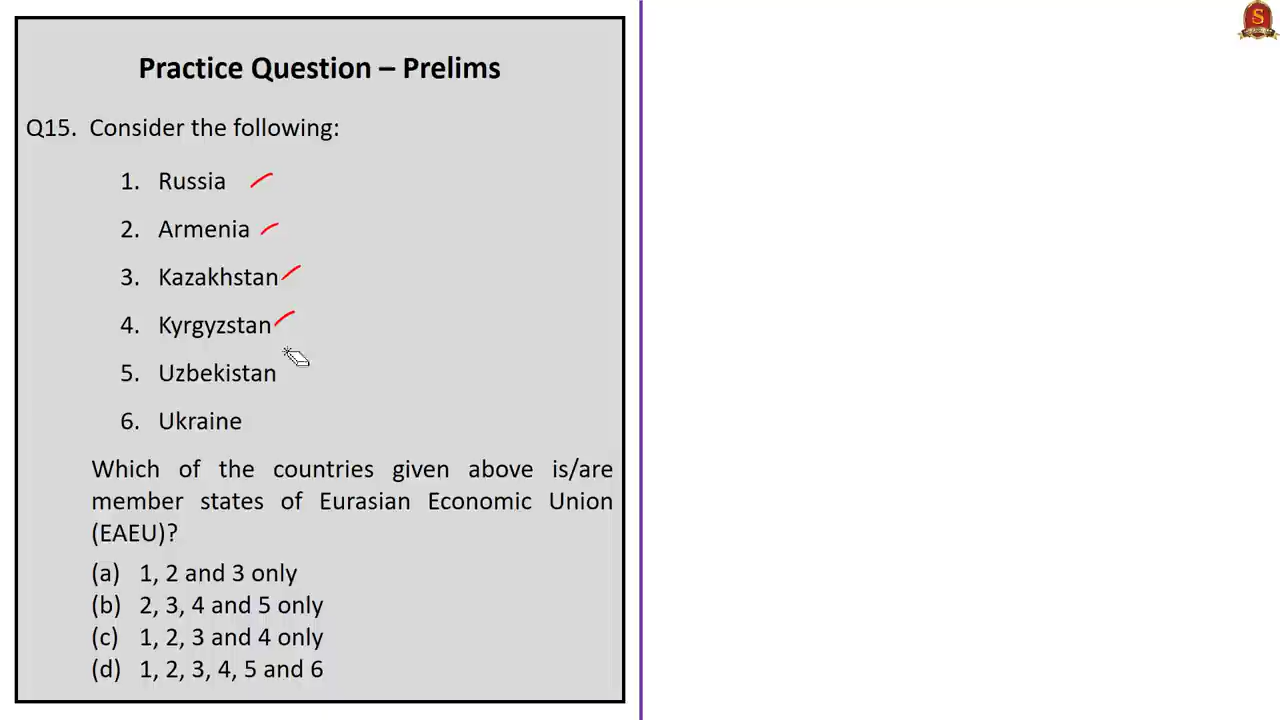 Practice Question – Prelims
Q15. Consider the following:
1. Russia
2. Armenia
3. Kazakhstan
4. Kyrgyzstan
5. Uzbekistan
6. Ukraine
Which of the countries given above is/are
member states of Eurasian Economic Union
(EAEU)?
(a) 1, 2 and 3 only
(b) 2, 3, 4 and 5 only
(c) 1, 2, 3 and 4 only
(d) 1, 2, 3, 4, 5 and 6
S